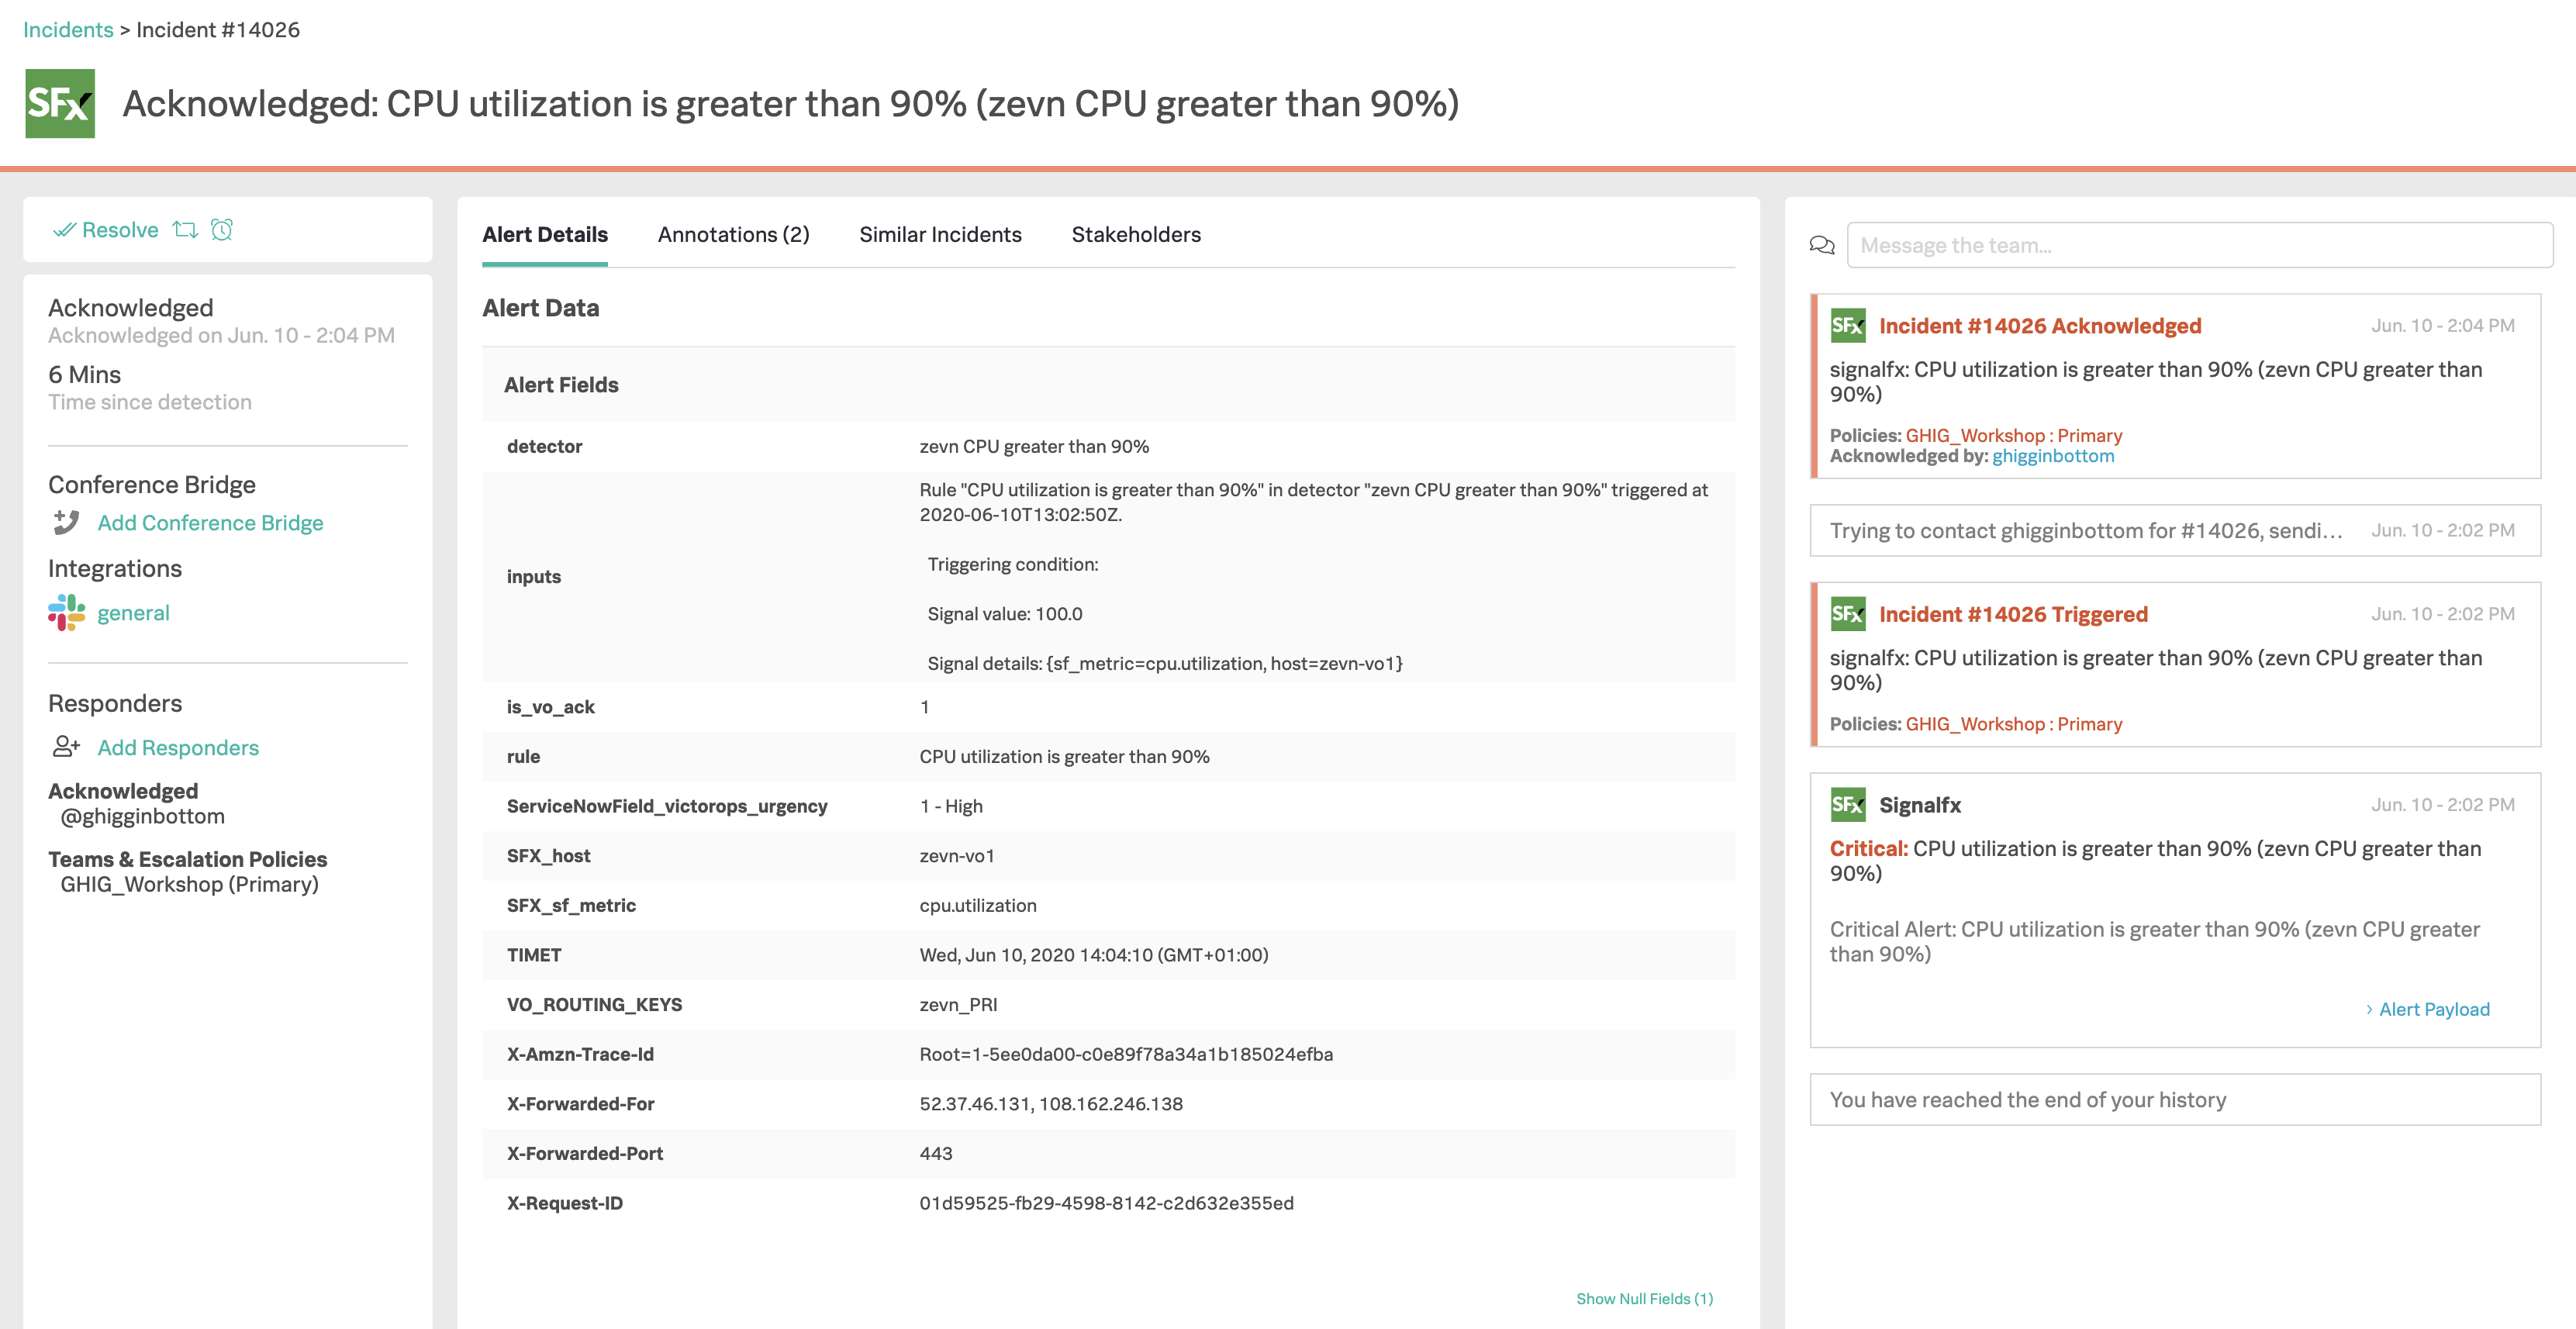 Incidents > Incident #14026
SFx
Acknowledged: CPU utilization is greater than 90% (zevn CPU greater than 90%)
Resolve
Acknowledged
Acknowledged on Jun. 10 - 2:04 PM
6 Mins
Time since detection
Conference Bridge
Add Conference Bridge
Integrations
general
Responders
Add Responders
Acknowledged
@ghigginbottom
Teams & Escalation Policies
GHIG_Workshop (Primary)
Alert Details Annotations (2) Similar Incidents Stakeholders
Alert Data
Alert Fields
detector zevn CPU greater than 90%
inputs
Rule "CPU utilization is greater than 90%" in detector "zevn CPU greater than 90%" triggered at
2020-06-10T13:02:50Z.
Triggering condition:
Signal value: 100.0
Signal details: {sf_metric=cpu.utilization, host=zevn-vo1}
is_vo_ack 1
rule CPU utilization is greater than 90%
ServiceNowField_victorops_urgency 1 - High
SFX_host zevn-vo1
SFX_sf_metric cpu.utilization
TIMET Wed, Jun 10, 2020 14:04:10 (GMT+01:00)
VO_ROUTING_KEYS zevn_PRI
X-Amzn-Trace-Id Root=1-5ee0da00-c0e89f78a34a1b185024efba
X-Forwarded-For 52.37.46.131, 108.162.246.138
X-Forwarded-Port 443
X-Request-ID 01d59525-fb29-4598-8142-c2d632e355ed
Show Null Fields (1)
Message the team...
SFx Incident #14026 Acknowledged Jun. 10 - 2:04 PM
signalfx: CPU utilization is greater than 90% (zevn CPU greater than
90%)
Policies: GHIG_Workshop : Primary
Acknowledged by: ghigginbottom
Trying to contact ghigginbottom for #14026, sendi... Jun. 10 - 2:02 PM
SFx Incident #14026 Triggered Jun. 10 - 2:02 PM
signalfx: CPU utilization is greater than 90% (zevn CPU greater than
90%)
Policies: GHIG_Workshop : Primary
SFx Signalfx Jun. 10 - 2:02 PM
Critical: CPU utilization is greater than 90% (zevn CPU greater than
90%)
Critical Alert: CPU utilization is greater than 90% (zevn CPU greater
than 90%)
› Alert Payload
You have reached the end of your history